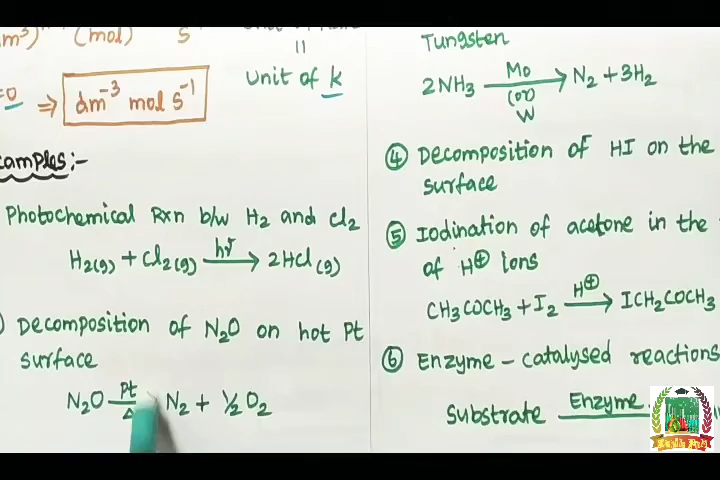 m³) (mol) s
Unit of k
=0 ⇒ dm⁻³ mol s⁻¹
amples:-
Photochemical Rxn b/w H₂ and Cl₂
H₂(g) + Cl₂(g) —hν→ 2HCl(g)
Decomposition of N₂O on hot Pt
surface
N₂O —Pt/Δ N₂ + ½ O₂
Tungsten
2NH₃ —Mo (or) W→ N₂ + 3H₂
④ Decomposition of HI on the
surface
⑤ Iodination of acetone in the
of H⊕ ions
CH₃COCH₃ + I₂ —H⊕→ ICH₂COCH₃
⑥ Enzyme - catalysed reactions
Substrate —Enzyme